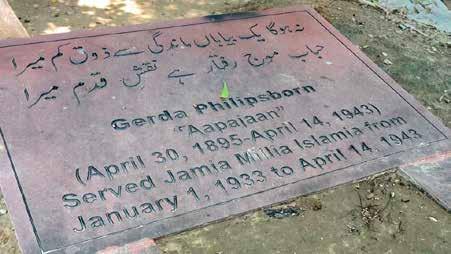 نہ ہوگا یک بیاباں ماندگی سے ذوق کم میرا
حباب موجۂ رفتار ہے نقش قدم میرا
Gerda Philipsborn
"Aapajaan"
(April 30, 1895-April 14, 1943)
Served Jamia Millia Islamia from
January 1, 1933 to April 14, 1943